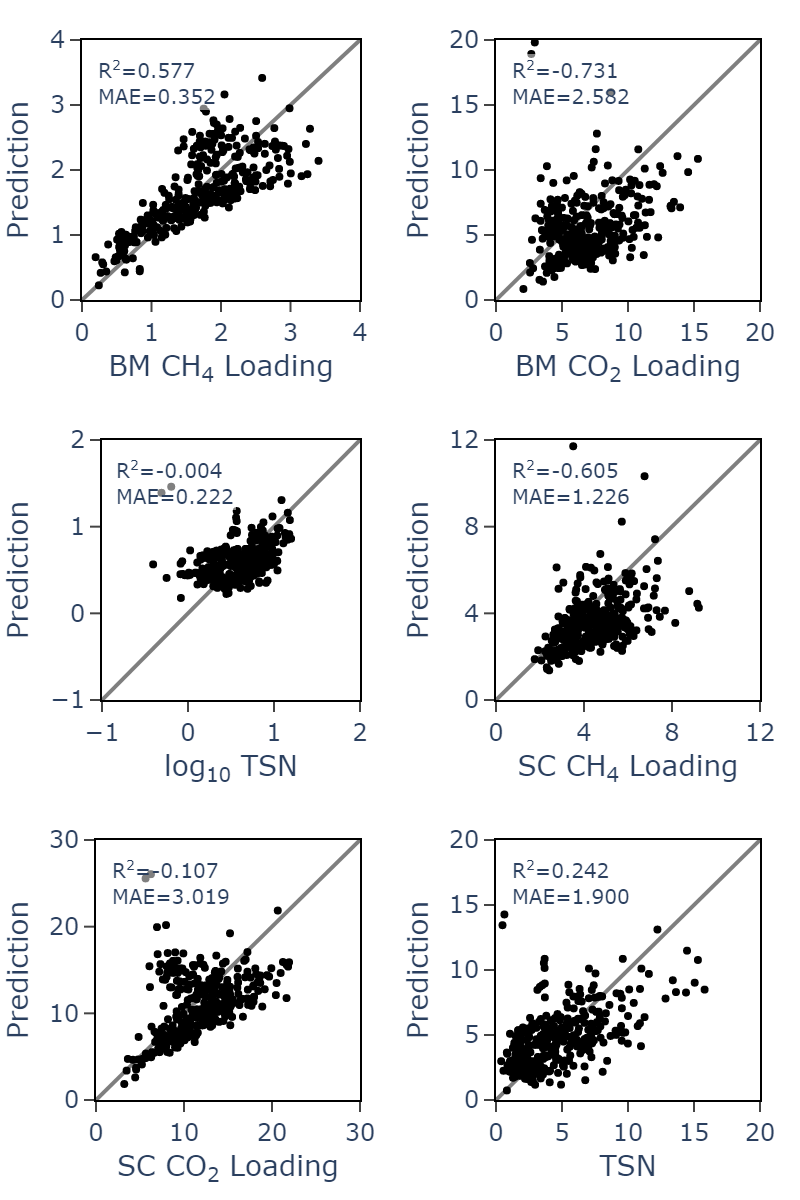 4
3
2
1
0
Prediction
R²=0.577
MAE=0.352
0 1 2 3 4
BM CH₄ Loading
20
15
10
5
0
Prediction
R²=-0.731
MAE=2.582
0 5 10 15 20
BM CO₂ Loading
2
1
0
−1
Prediction
R²=-0.004
MAE=0.222
−1 0 1 2
log₁₀ TSN
12
8
4
0
Prediction
R²=-0.605
MAE=1.226
0 4 8 12
SC CH₄ Loading
30
20
10
0
Prediction
R²=-0.107
MAE=3.019
0 10 20 30
SC CO₂ Loading
20
15
10
5
0
Prediction
R²=0.242
MAE=1.900
0 5 10 15 20
TSN